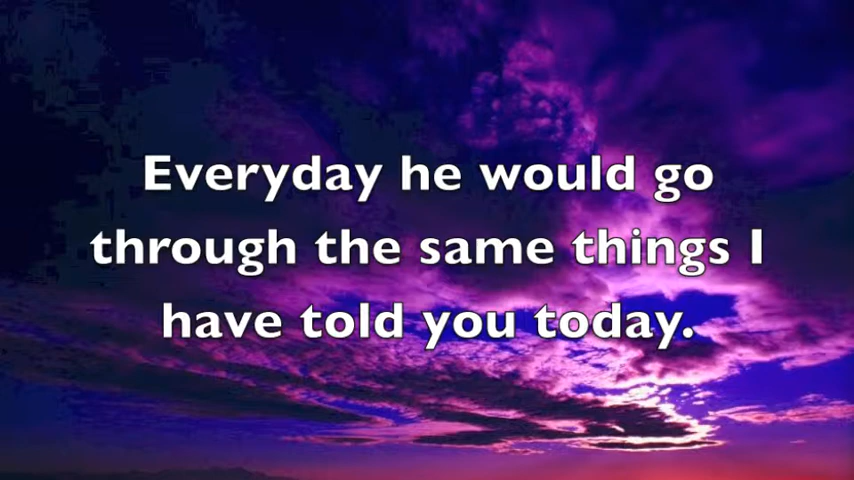 Everyday he would go
through the same things I
have told you today.